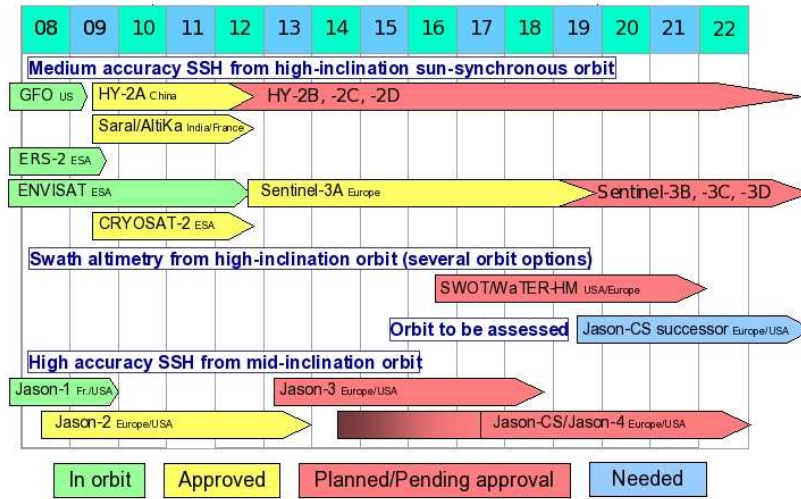 08 09 10 11 12 13 14 15 16 17 18 19 20 21 22
Medium accuracy SSH from high-inclination sun-synchronous orbit
GFO US HY-2A China HY-2B, -2C, -2D
Saral/AltiKa India/France
ERS-2 ESA
ENVISAT ESA Sentinel-3A Europe Sentinel-3B, -3C, -3D
CRYOSAT-2 ESA
Swath altimetry from high-inclination orbit (several orbit options)
SWOT/WaTER-HM USA/Europe
Orbit to be assessed Jason-CS successor Europe/USA
High accuracy SSH from mid-inclination orbit
Jason-1 Fr./USA Jason-3 Europe/USA
Jason-2 Europe/USA Jason-CS/Jason-4 Europe/USA
In orbit Approved Planned/Pending approval Needed